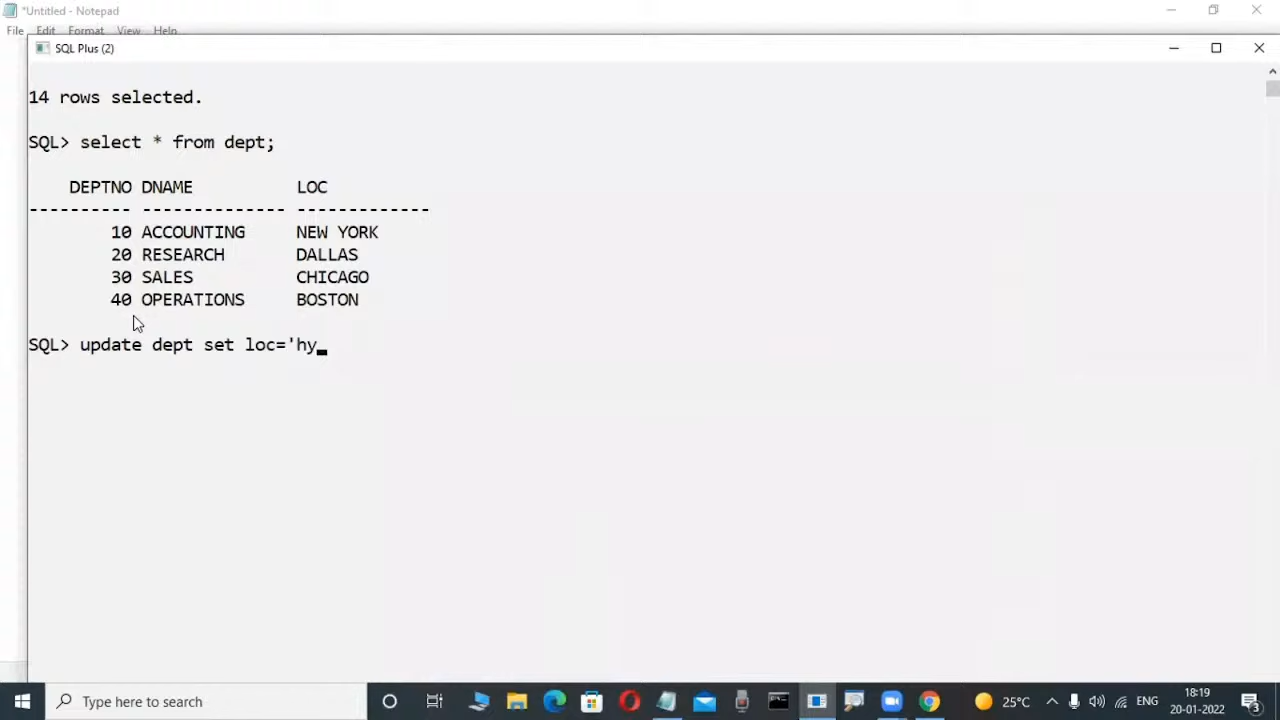 *Untitled - Notepad
File Edit Format View Help
SQL Plus (2)
14 rows selected.
SQL> select * from dept;
DEPTNO DNAME LOC
---------- -------------- -------------
10 ACCOUNTING NEW YORK
20 RESEARCH DALLAS
30 SALES CHICAGO
40 OPERATIONS BOSTON
SQL> update dept set loc='hy
Type here to search
25°C
ENG
18:19
20-01-2022
3